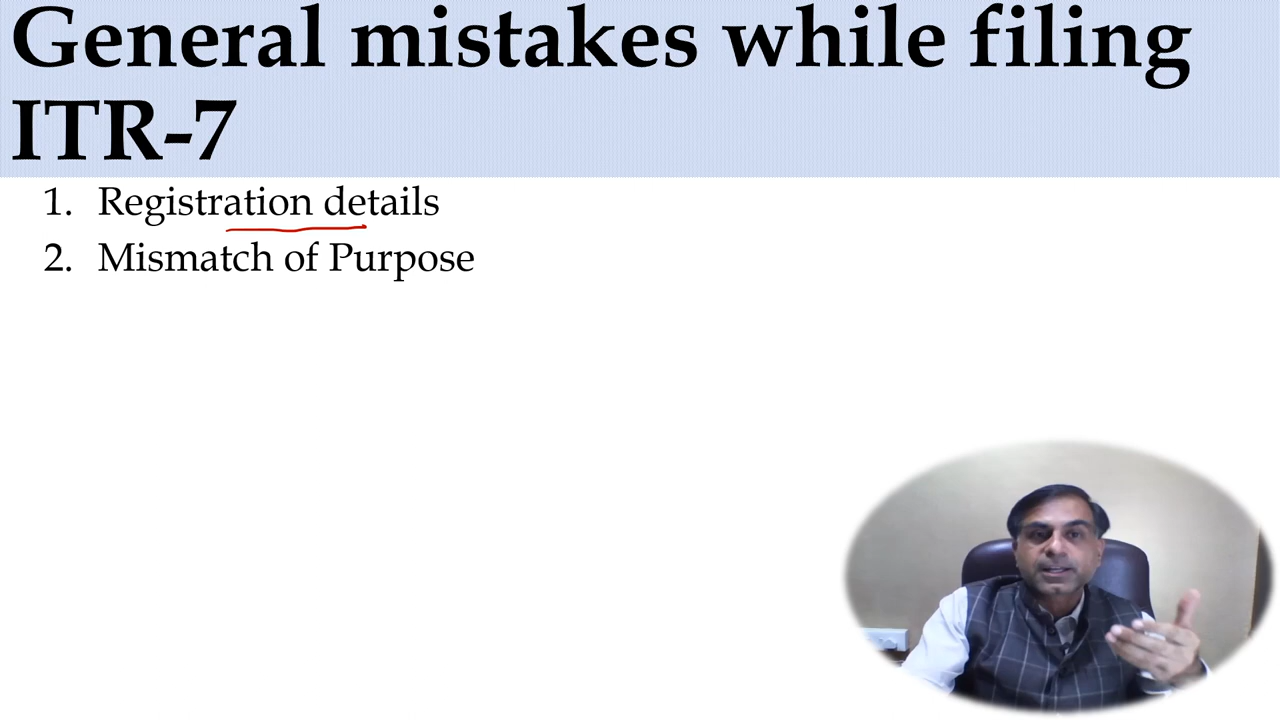 General mistakes while filing
ITR-7
1. Registration details
2. Mismatch of Purpose